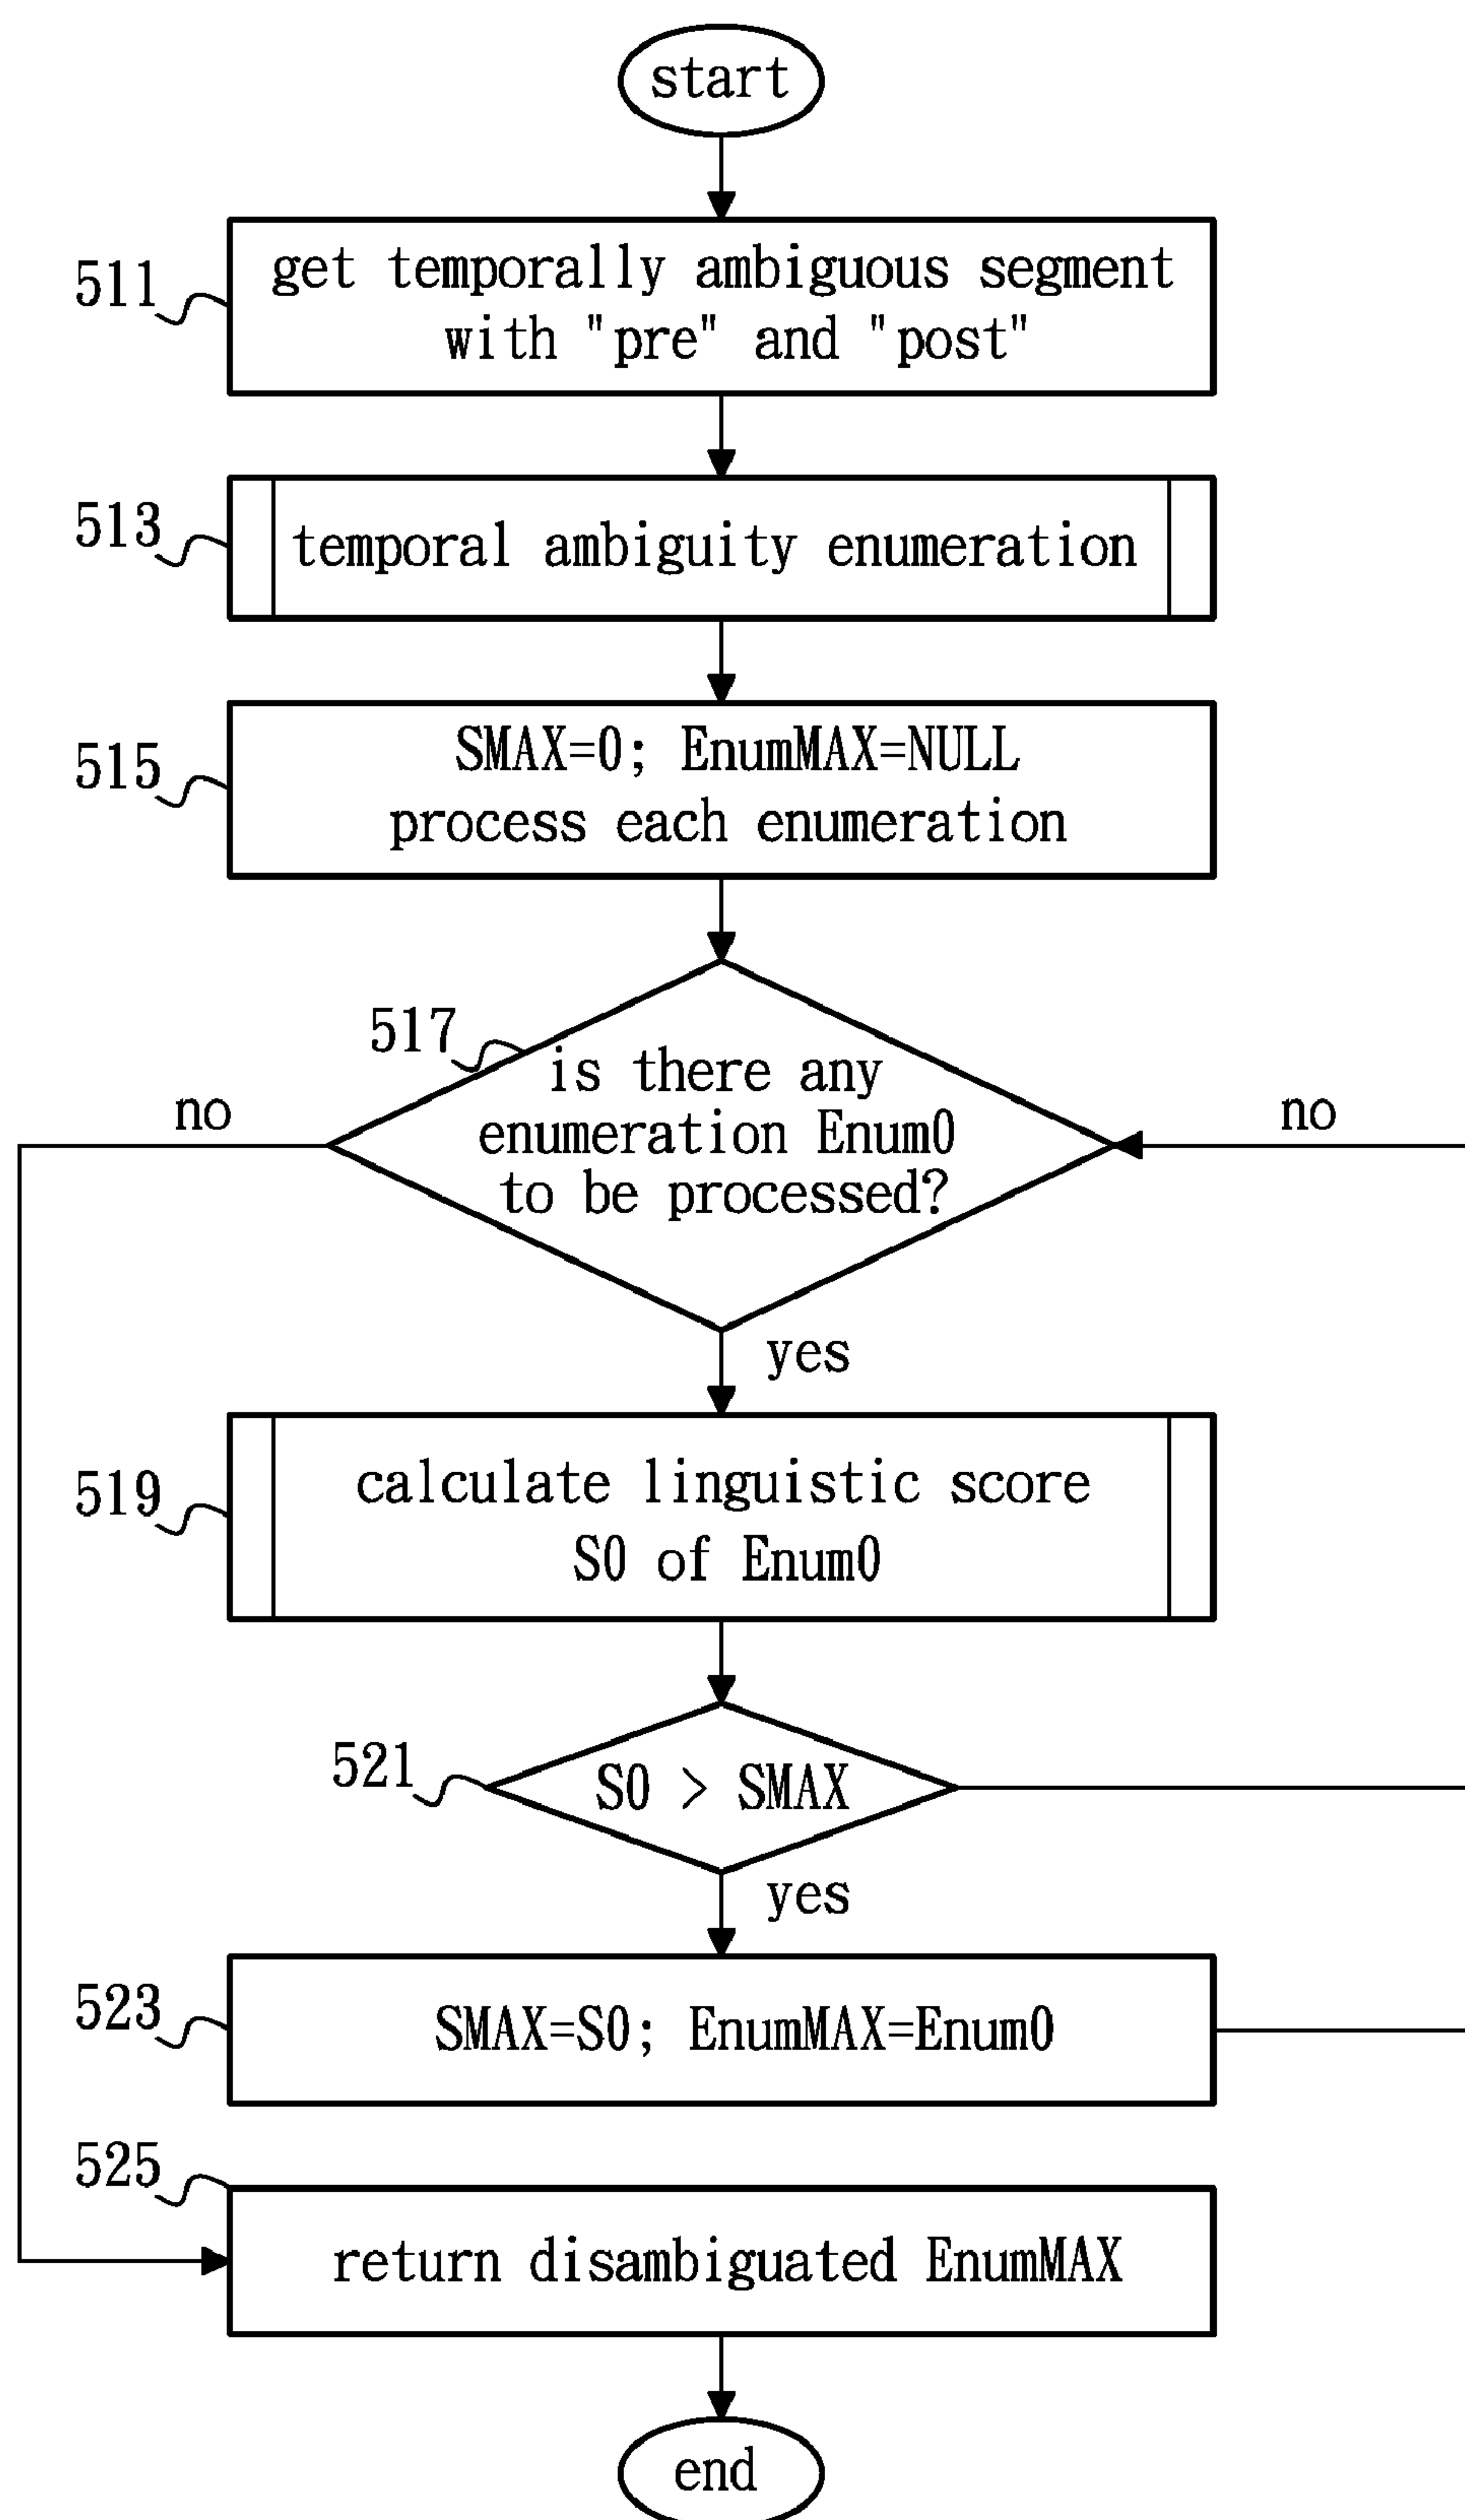 start
511
get temporally ambiguous segment
with "pre" and "post"
513
temporal ambiguity enumeration
515
SMAX=0; EnumMAX=NULL
process each enumeration
517
is there any
enumeration Enum0
to be processed?
no
no
yes
519
calculate linguistic score
S0 of Enum0
521
S0 > SMAX
yes
523
SMAX=S0; EnumMAX=Enum0
525
return disambiguated EnumMAX
end